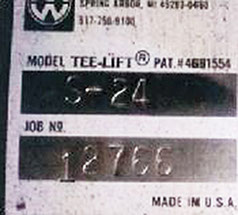 SPRING ARBOR, MI 49283-0460
517-750-9100
MODEL TEE-LIFT® PAT.#4691554
S-24
JOB NO.
12766
MADE IN U.S.A.